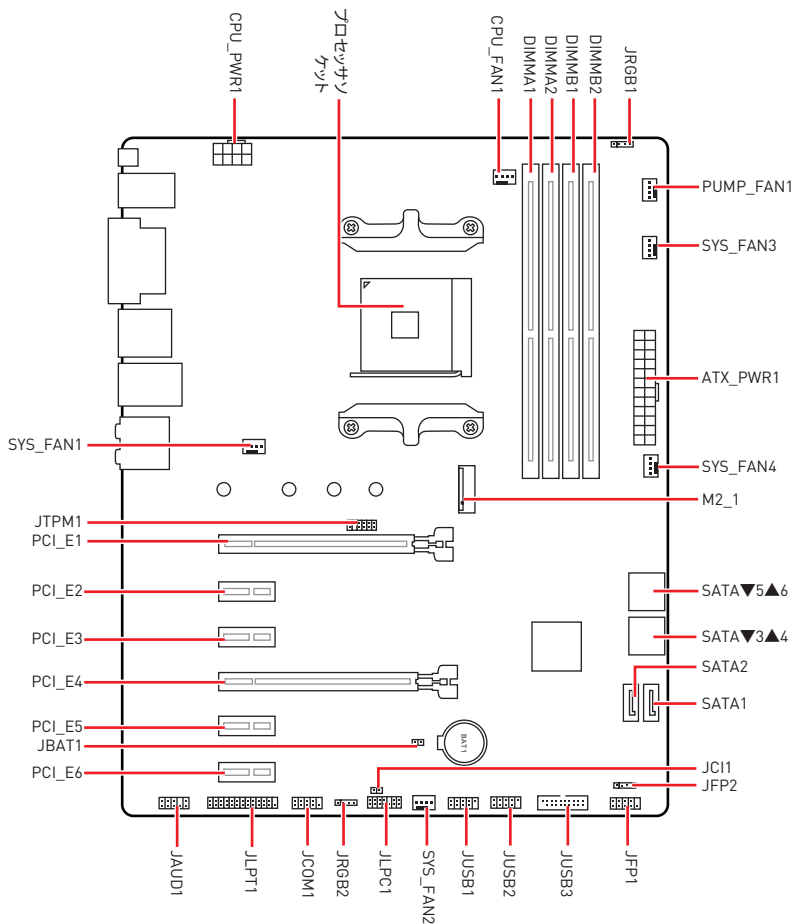 CPU_PWR1
プロセッサソ
ケット
CPU_FAN1
DIMMA1
DIMMA2
DIMMB1
DIMMB2
JRGB1
PUMP_FAN1
SYS_FAN3
ATX_PWR1
SYS_FAN1
SYS_FAN4
M2_1
JTPM1
PCI_E1
PCI_E2
SATA▼5▲6
PCI_E3
SATA▼3▲4
SATA2
PCI_E4
SATA1
PCI_E5
JBAT1
BAT1
PCI_E6
JCI1
JFP2
JAUD1
JLPT1
JCOM1
JRGB2
JLPC1
SYS_FAN2
JUSB1
JUSB2
JUSB3
JFP1